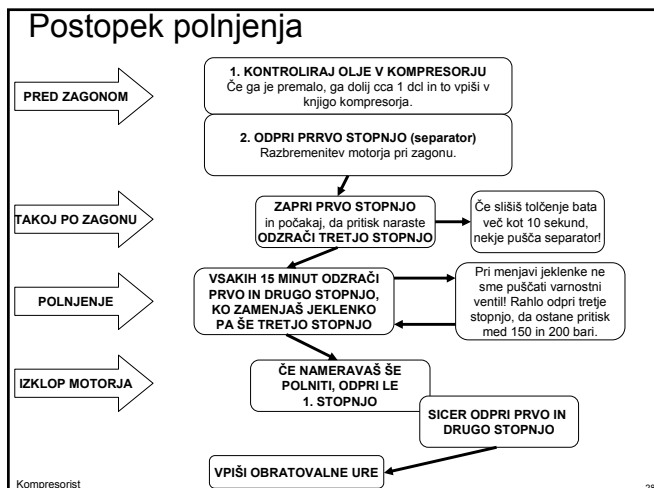 Postopek polnjenja
PRED ZAGONOM
1. KONTROLIRAJ OLJE V KOMPRESORJU
Če ga je premalo, ga dolij cca 1 dcl in to vpiši v
knjigo kompresorja.
2. ODPRI PRRVO STOPNJO (separator)
Razbremenitev motorja pri zagonu.
TAKOJ PO ZAGONU
ZAPRI PRVO STOPNJO
in počakaj, da pritisk naraste
ODZRAČI TRETJO STOPNJO
Če slišiš tolčenje bata
več kot 10 sekund,
nekje pušča separator!
POLNJENJE
VSAKIH 15 MINUT ODZRAČI
PRVO IN DRUGO STOPNJO,
KO ZAMENJAŠ JEKLENKO
PA ŠE TRETJO STOPNJO
Pri menjavi jeklenke ne
sme puščati varnostni
ventil! Rahlo odpri tretje
stopnjo, da ostane pritisk
med 150 in 200 bari.
IZKLOP MOTORJA
ČE NAMERAVAŠ ŠE
POLNITI, ODPRI LE
1. STOPNJO
SICER ODPRI PRVO IN
DRUGO STOPNJO
VPIŠI OBRATOVALNE URE
Kompresorist
28